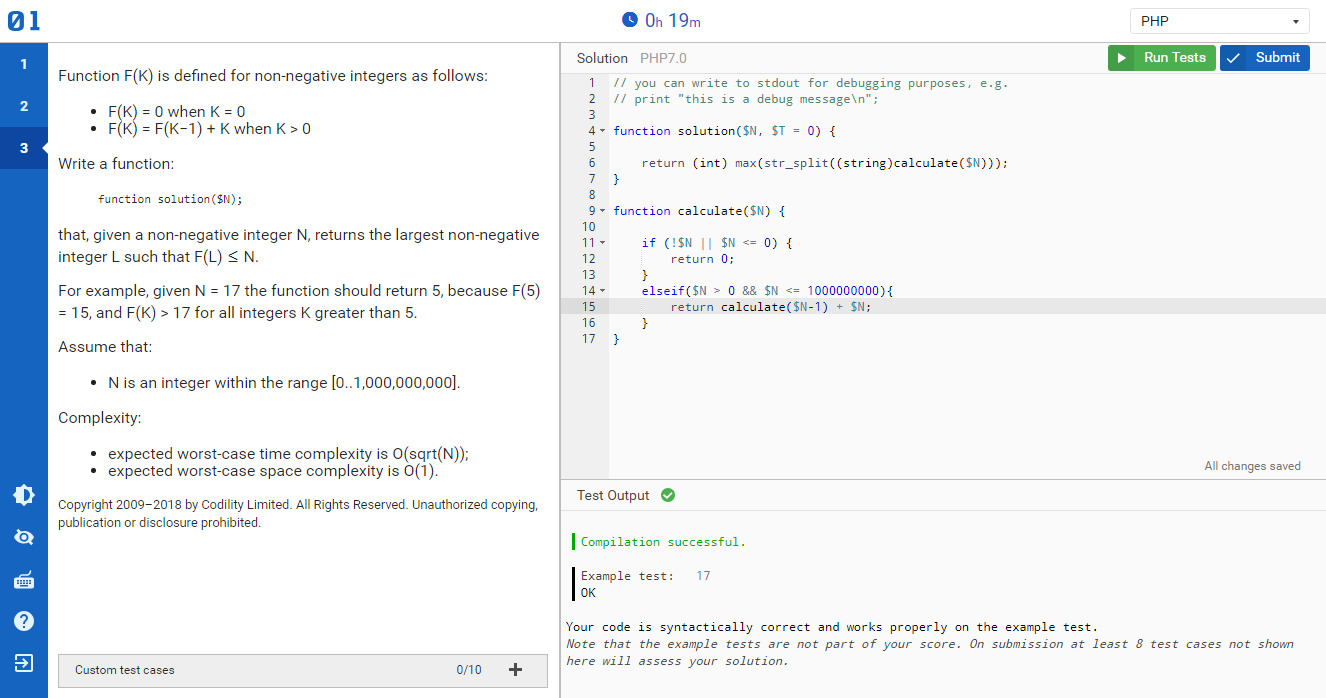 01
0h 19m
PHP
1
2
3
Function F(K) is defined for non-negative integers as follows:
• F(K) = 0 when K = 0
• F(K) = F(K−1) + K when K > 0
Write a function:
function solution($N);
that, given a non-negative integer N, returns the largest non-negative
integer L such that F(L) ≤ N.
For example, given N = 17 the function should return 5, because F(5)
= 15, and F(K) > 17 for all integers K greater than 5.
Assume that:
• N is an integer within the range [0..1,000,000,000].
Complexity:
• expected worst-case time complexity is O(sqrt(N));
• expected worst-case space complexity is O(1).
Copyright 2009–2018 by Codility Limited. All Rights Reserved. Unauthorized copying,
publication or disclosure prohibited.
Custom test cases 0/10 +
Solution PHP7.0
Run Tests
Submit
1 // you can write to stdout for debugging purposes, e.g.
2 // print "this is a debug message\n";
3
4 function solution($N, $T = 0) {
5
6     return (int) max(str_split((string)calculate($N)));
7 }
8
9 function calculate($N) {
10
11     if (!$N || $N <= 0) {
12         return 0;
13     }
14     elseif($N > 0 && $N <= 1000000000){
15         return calculate($N-1) + $N;
16     }
17 }
All changes saved
Test Output
Compilation successful.
Example test: 17
OK
Your code is syntactically correct and works properly on the example test.
Note that the example tests are not part of your score. On submission at least 8 test cases not shown
here will assess your solution.